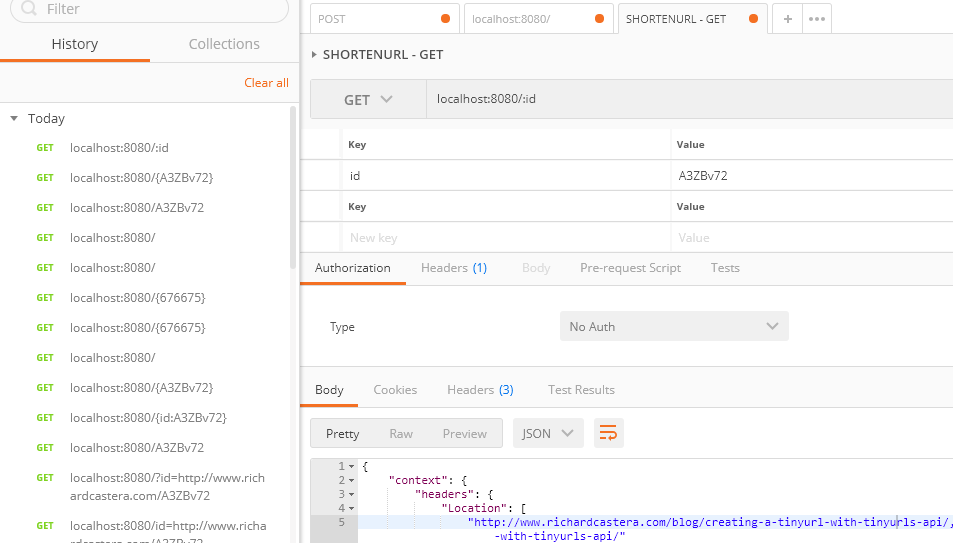 Filter
History
Collections
Clear all
Today
GET localhost:8080/:id
GET localhost:8080/{A3ZBv72}
GET localhost:8080/A3ZBv72
GET localhost:8080/
GET localhost:8080/
GET localhost:8080/{676675}
GET localhost:8080/{676675}
GET localhost:8080/
GET localhost:8080/{A3ZBv72}
GET localhost:8080/{id:A3ZBv72}
GET localhost:8080/A3ZBv72
GET localhost:8080/?id=http://www.rich
ardcastera.com/A3ZBv72
GET localhost:8080/id=http://www.richa
rdcastera.com/A3ZBv72
POST
localhost:8080/
SHORTENURL - GET
SHORTENURL - GET
GET localhost:8080/:id
Key Value
id A3ZBv72
Key Value
New key Value
Authorization Headers (1) Body Pre-request Script Tests
Type No Auth
Body Cookies Headers (3) Test Results
Pretty Raw Preview JSON
1 {
2 "context": {
3 "headers": {
4 "Location": [
5 "http://www.richardcastera.com/blog/creating-a-tinyurl-with-tinyurls-api/,
-with-tinyurls-api/"